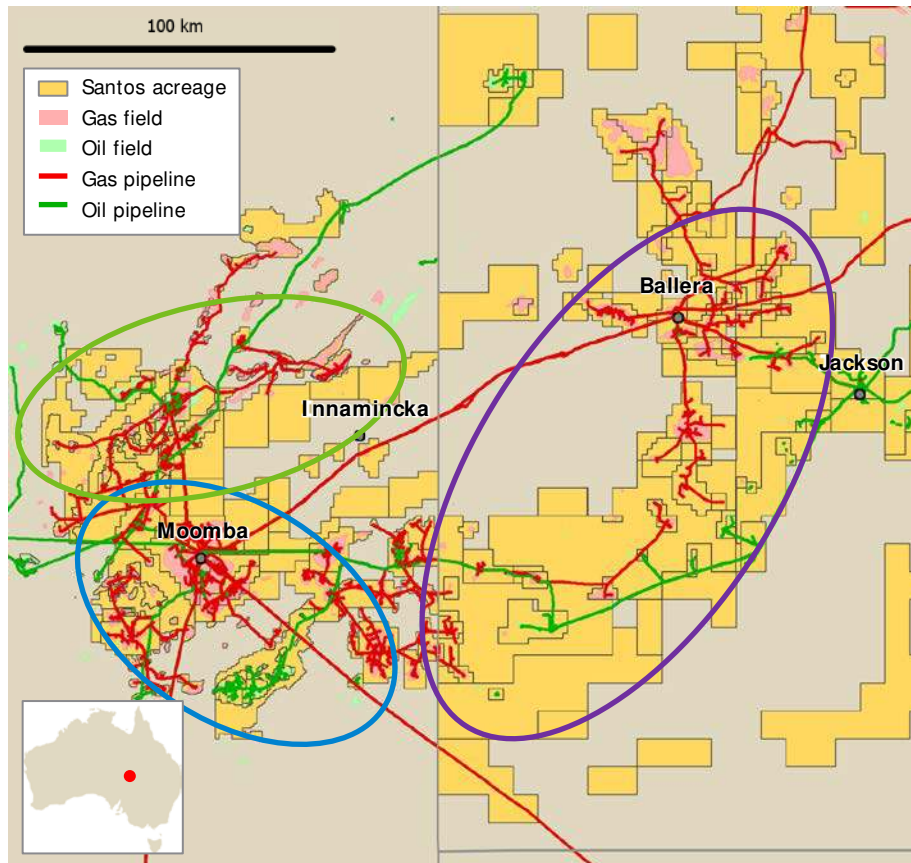 100 km
Santos acreage
Gas field
Oil field
Gas pipeline
Oil pipeline
Ballera
Jackson
Innamincka
Moomba